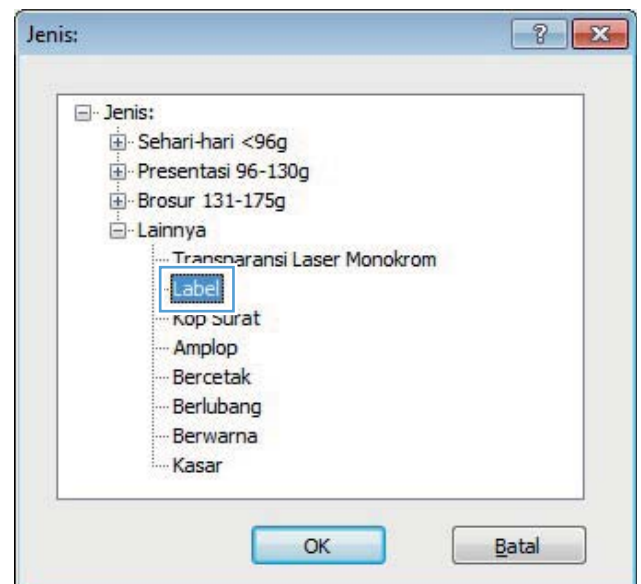 Jenis:
Jenis:
Sehari-hari <96g
Presentasi 96-130g
Brosur 131-175g
Lainnya
Transparansi Laser Monokrom
Label
Kop Surat
Amplop
Bercetak
Berlubang
Berwarna
Kasar
OK
Batal